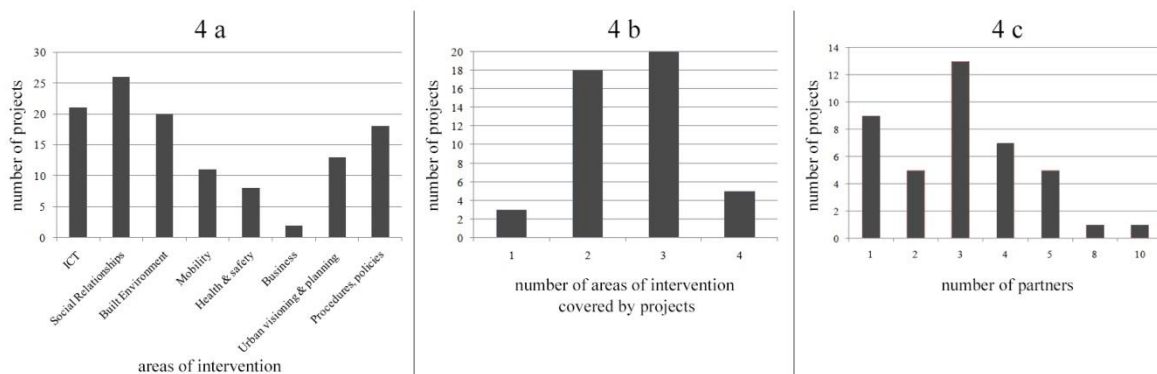 4 a
number of projects
30
25
20
15
10
5
0
ICT
Social Relationships
Built Environment
Mobility
Health & safety
Business
Urban visioning & planning
Procedures, policies
areas of intervention
4 b
number of projects
20
18
16
14
12
10
8
6
4
2
0
1
2
3
4
number of areas of intervention
covered by projects
4 c
number of projects
14
12
10
8
6
4
2
0
1
2
3
4
5
8
10
number of partners